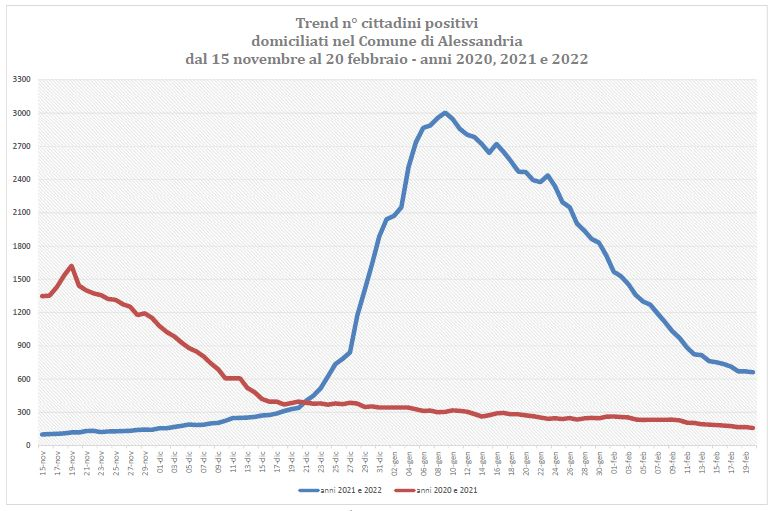 Trend n° cittadini positivi
domiciliati nel Comune di Alessandria
dal 15 novembre al 20 febbraio - anni 2020, 2021 e 2022
3300
3000
2700
2400
2100
1800
1500
1200
900
600
300
0
15-nov
17-nov
19-nov
21-nov
23-nov
25-nov
27-nov
29-nov
01-dic
03-dic
05-dic
07-dic
09-dic
11-dic
13-dic
15-dic
17-dic
19-dic
21-dic
23-dic
25-dic
27-dic
29-dic
31-dic
02-gen
04-gen
06-gen
08-gen
10-gen
12-gen
14-gen
16-gen
18-gen
20-gen
22-gen
24-gen
26-gen
28-gen
30-gen
01-feb
03-feb
05-feb
07-feb
09-feb
11-feb
13-feb
15-feb
17-feb
19-feb
anni 2021 e 2022
anni 2020 e 2021